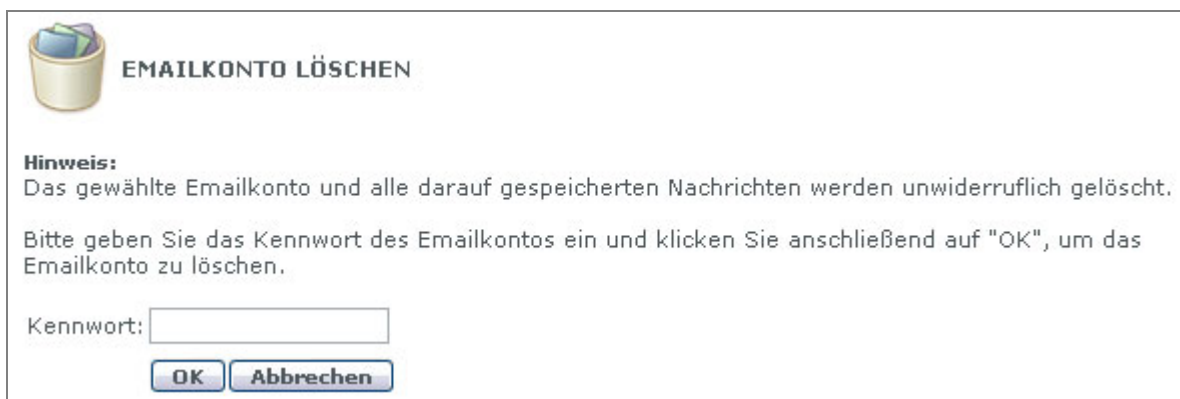 EMAILKONTO LÖSCHEN
Hinweis:
Das gewählte Emailkonto und alle darauf gespeicherten Nachrichten werden unwiderruflich gelöscht.
Bitte geben Sie das Kennwort des Emailkontos ein und klicken Sie anschließend auf "OK", um das
Emailkonto zu löschen.
Kennwort:
OK Abbrechen